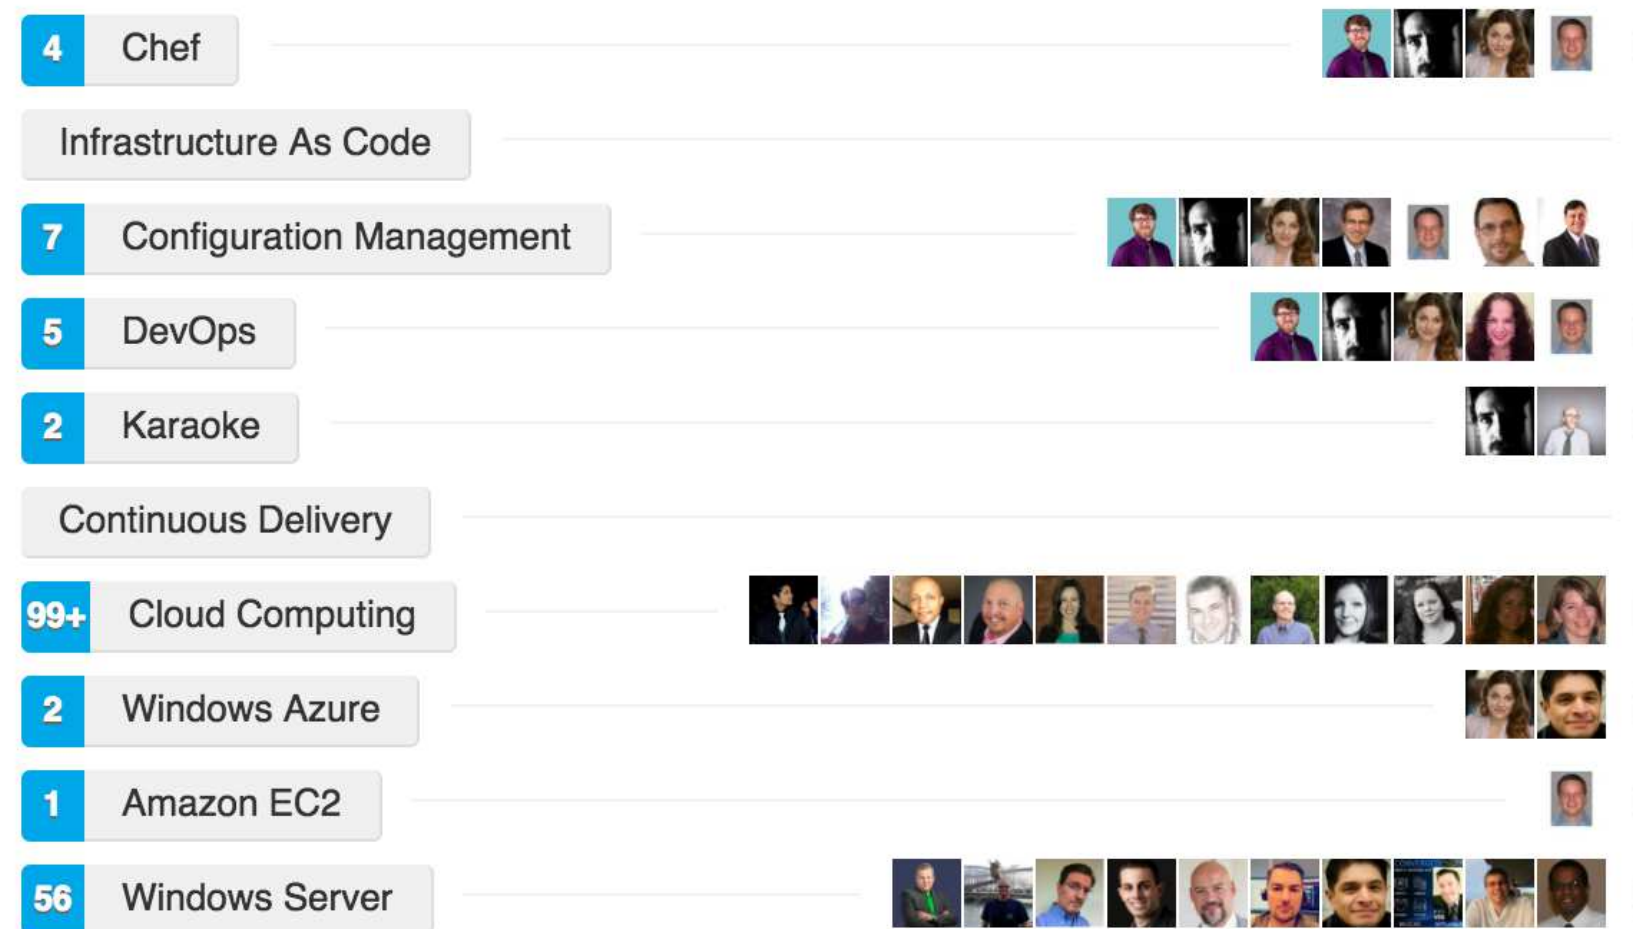 4 Chef
Infrastructure As Code
7 Configuration Management
5 DevOps
2 Karaoke
Continuous Delivery
99+ Cloud Computing
2 Windows Azure
1 Amazon EC2
56 Windows Server